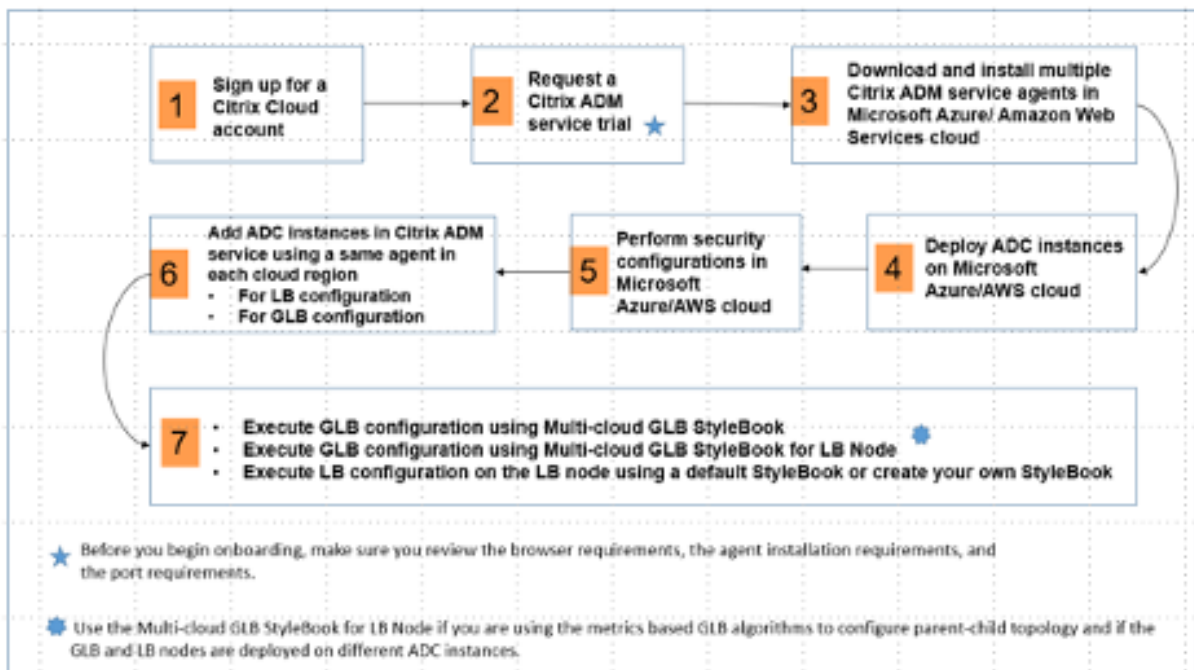 1
Sign up for a
Citrix Cloud
account
2
Request a
Citrix ADM
service trial
3
Download and install multiple
Citrix ADM service agents in
Microsoft Azure/ Amazon Web
Services cloud
4
Deploy ADC instances
on Microsoft
Azure/AWS cloud
5
Perform security
configurations in
Microsoft
Azure/AWS cloud
6
Add ADC instances in Citrix ADM
service using a same agent in
each cloud region
• For LB configuration
• For GLB configuration
7
• Execute GLB configuration using Multi-cloud GLB StyleBook
• Execute GLB configuration using Multi-cloud GLB StyleBook for LB Node
• Execute LB configuration on the LB node using a default StyleBook or create your own StyleBook
Before you begin onboarding, make sure you review the browser requirements, the agent installation requirements, and
the port requirements.
Use the Multi-cloud GLB StyleBook for LB Node if you are using the metrics based GLB algorithms to configure parent-child topology and if the
GLB and LB nodes are deployed on different ADC instances.